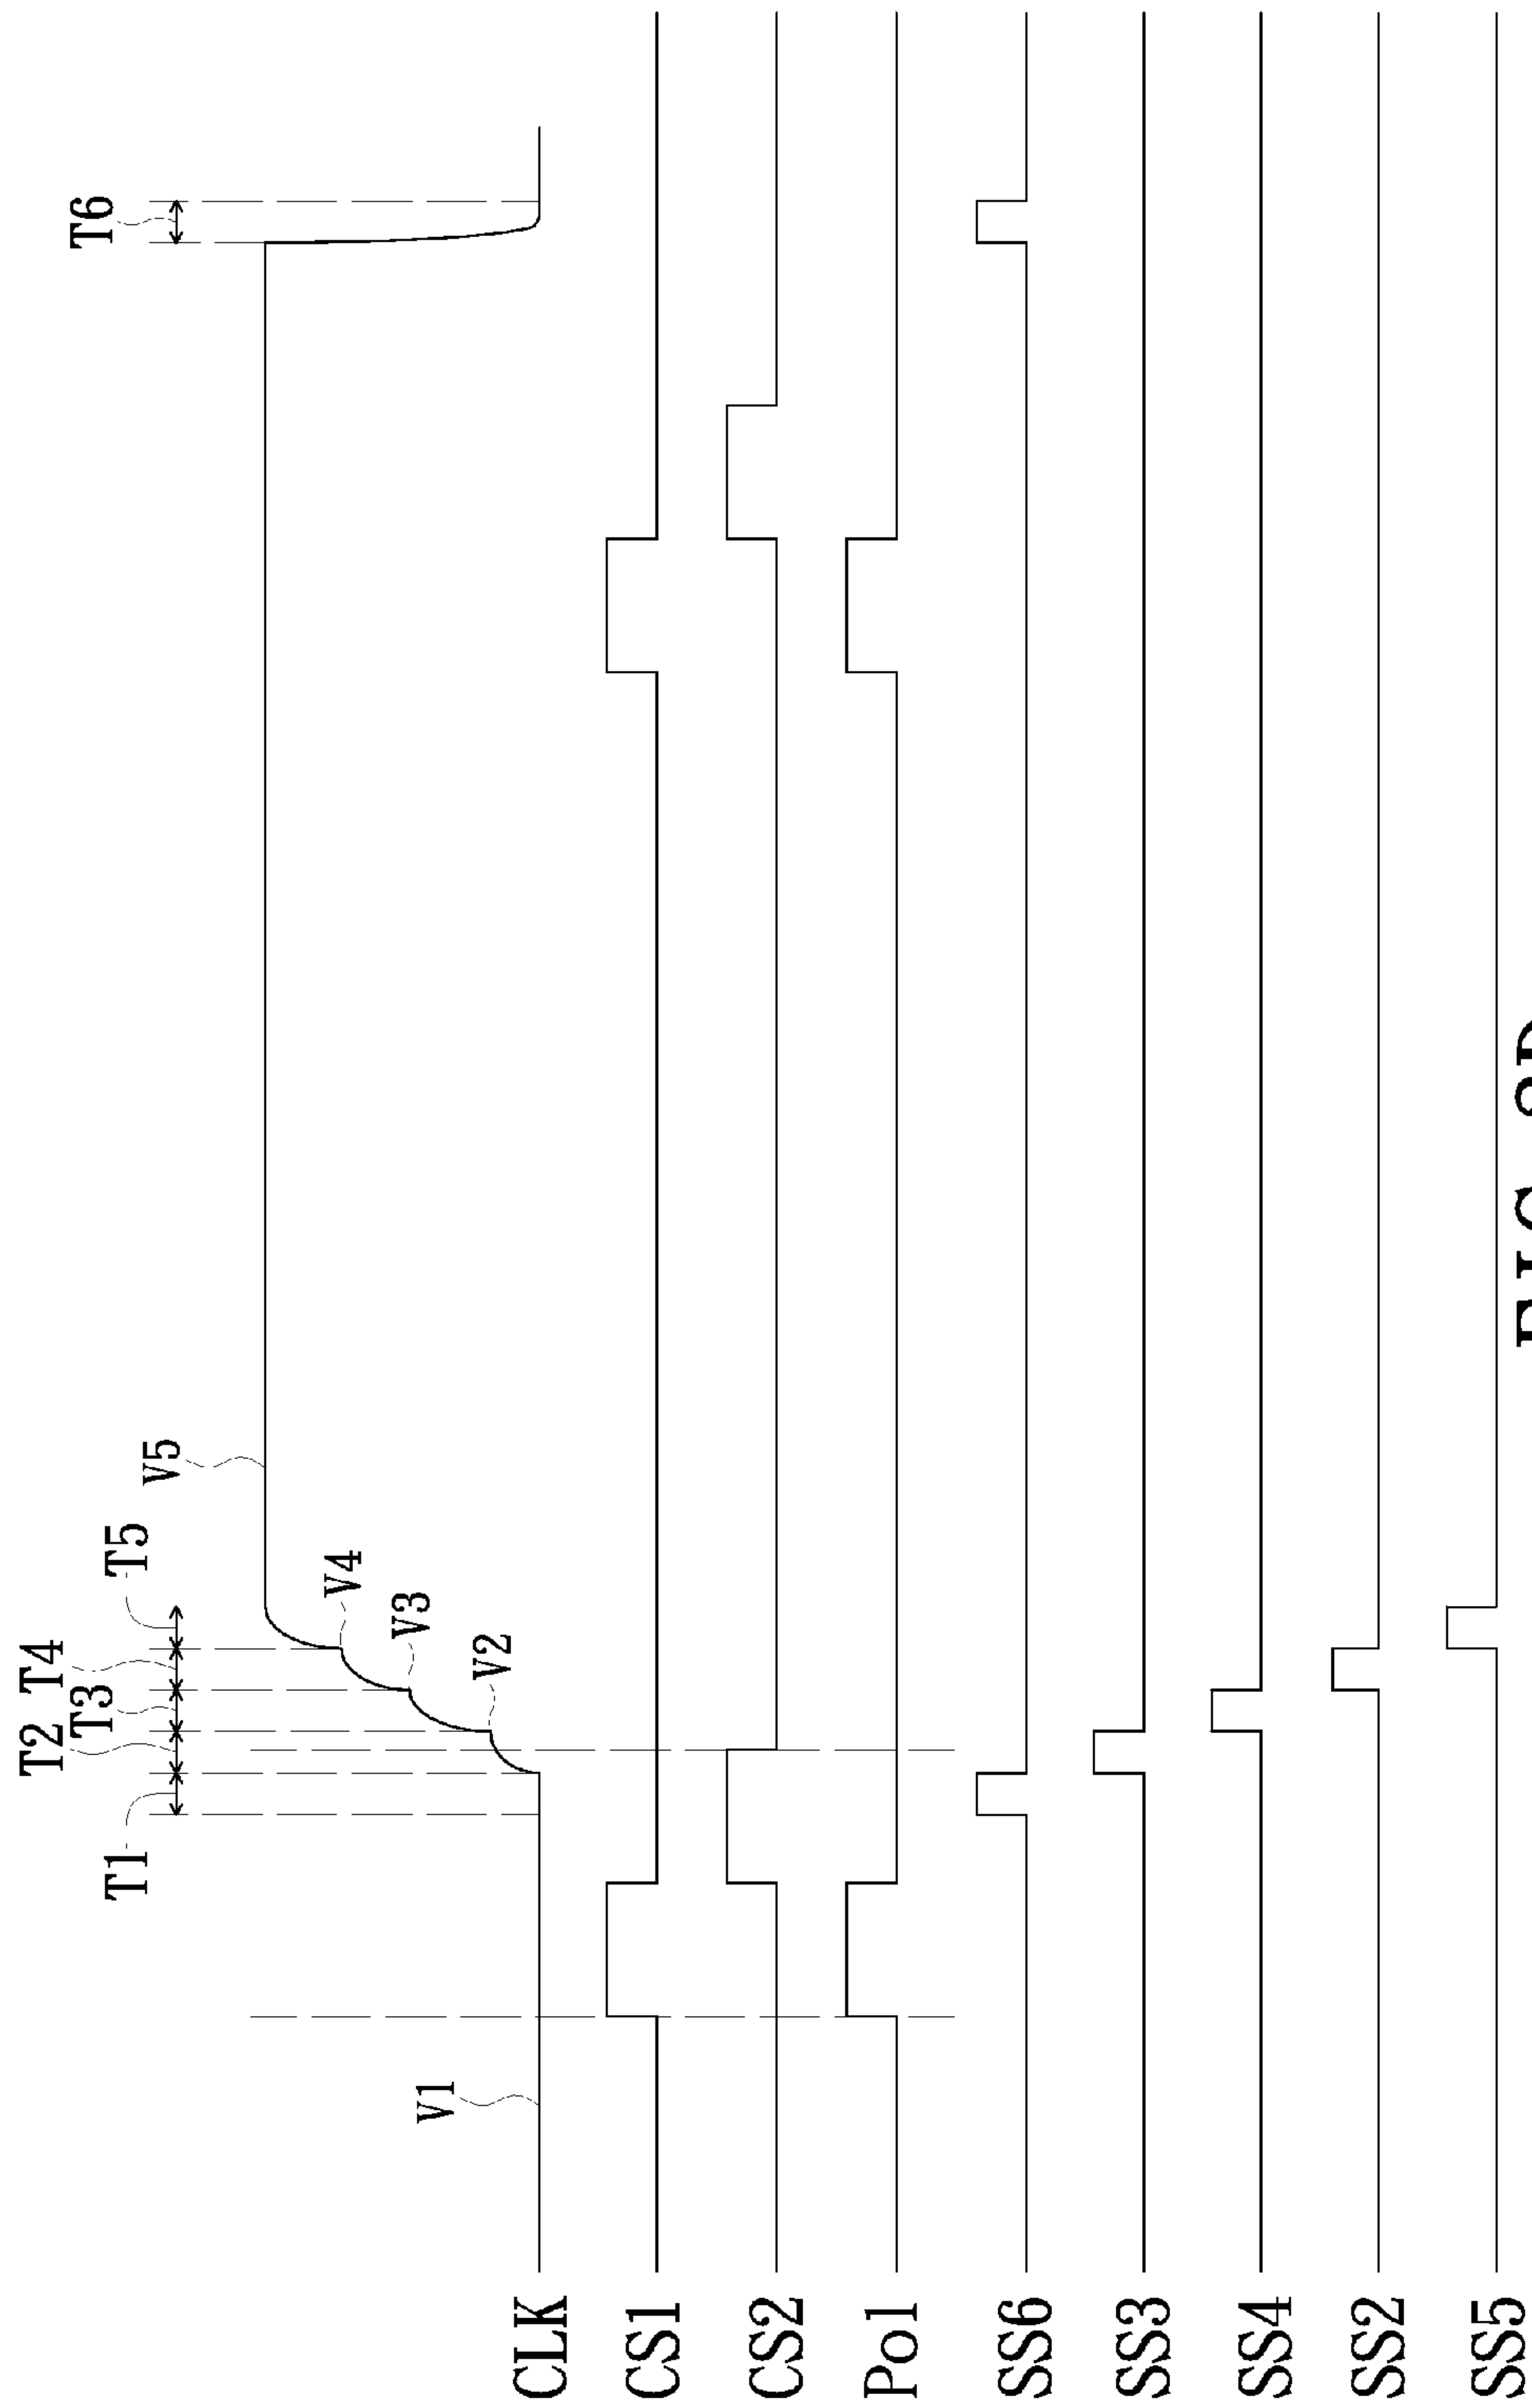 T2 T4
T3 T6
T1 T5
V5
V4
V3
V1
V2
CLK
CS1
CS2
Pol
SS6
SS3
SS4
SS2
SS5